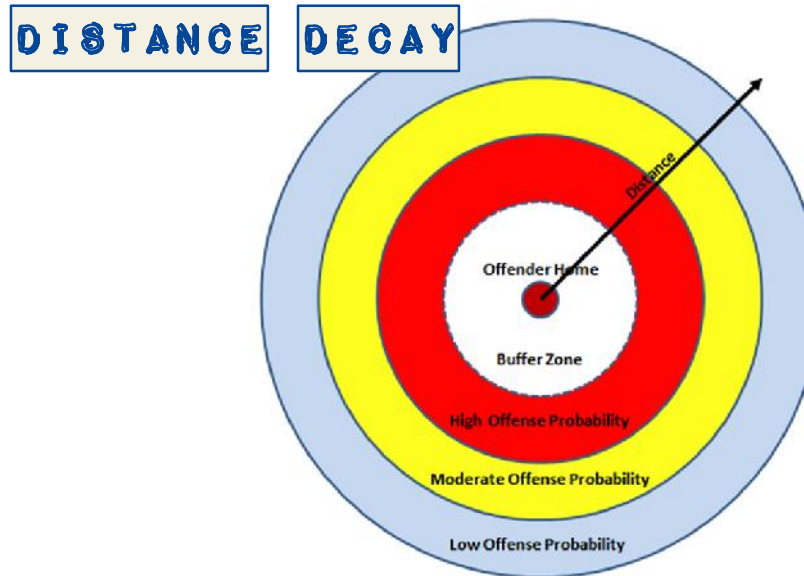 DISTANCE DECAY
Distance
Offender Home
Buffer Zone
High Offense Probability
Moderate Offense Probability
Low Offense Probability